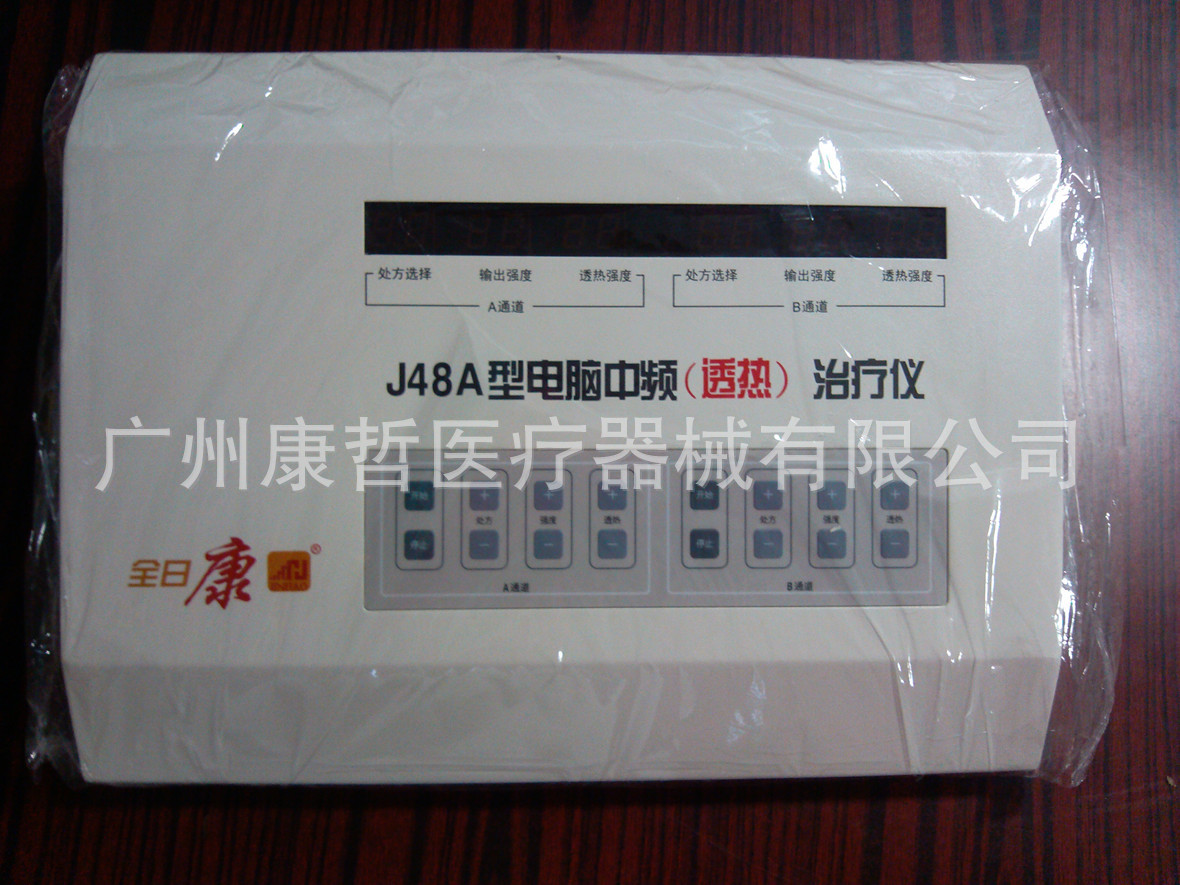 处方选择 输出强度 透热强度 处方选择 输出强度 透热强度
A通道 B通道
J48A型电脑中频(透热) 治疗仪
广州康哲医疗器械有限公司
开始 + + + 开始 + + +
处方 强度 透热 处方 强度 透热
停止 - - - 停止 - - -
A通道 B通道
全日康 ®